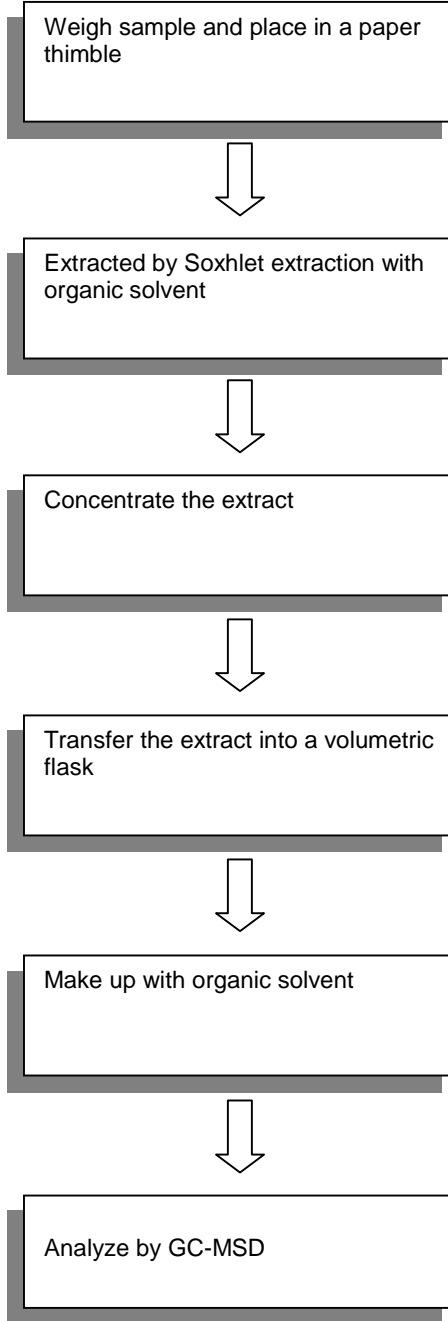 Weigh sample and place in a paper
thimble
Extracted by Soxhlet extraction with
organic solvent
Concentrate the extract
Transfer the extract into a volumetric
flask
Make up with organic solvent
Analyze by GC-MSD